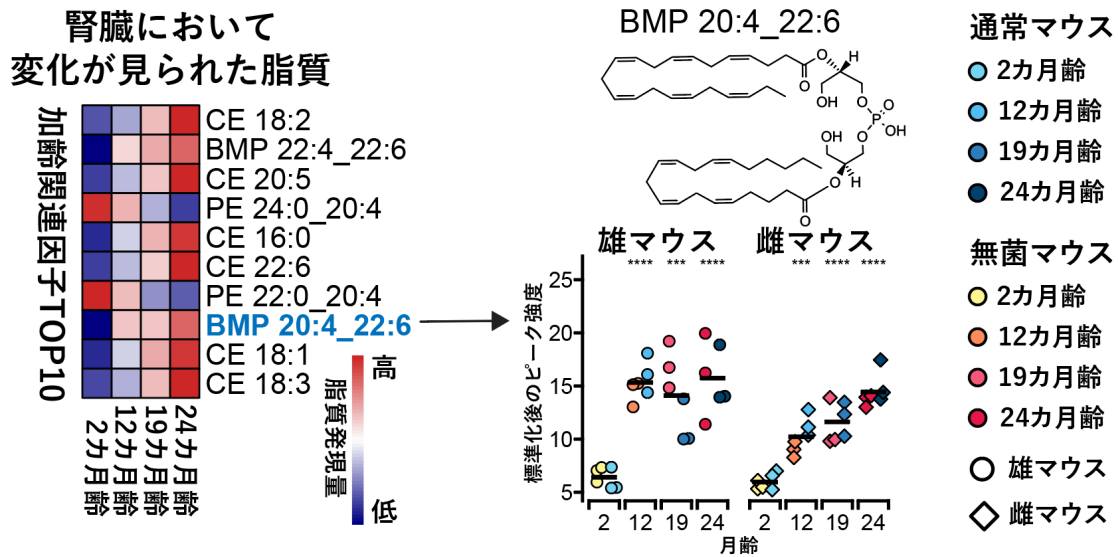 腎臓において
変化が見られた脂質
加齢関連因子TOP10
CE 18:2
BMP 22:4_22:6
CE 20:5
PE 24:0_20:4
CE 16:0
CE 22:6
PE 22:0_20:4
BMP 20:4_22:6
CE 18:1
CE 18:3
2カ月齢
12カ月齢
19カ月齢
24カ月齢
高
脂質発現量
低
BMP 20:4_22:6
O
H
O
OH
O
P
O
OH
O
OH
O
H
O
雄マウス
雌マウス
**** *** ****
*** **** ****
標準化後のピーク強度
25
20
15
10
5
2 12 19 24 2 12 19 24
月齢
通常マウス
2カ月齢
12カ月齢
19カ月齢
24カ月齢
無菌マウス
2カ月齢
12カ月齢
19カ月齢
24カ月齢
雄マウス
雌マウス